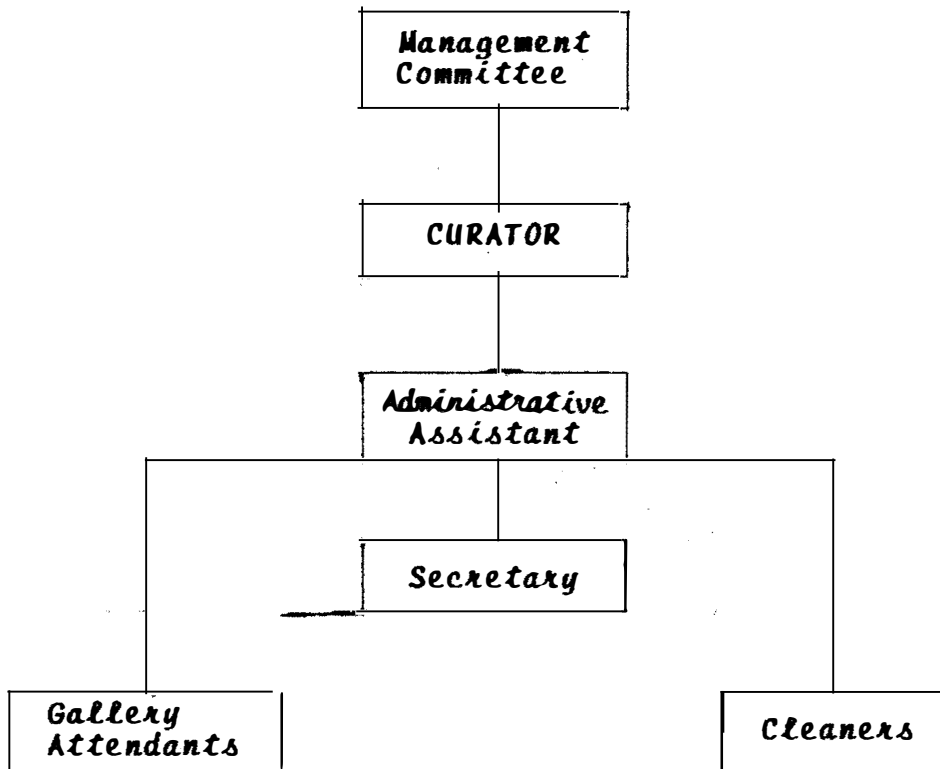 Management
Committee
CURATOR
Administrative
Assistant
Secretary
Gallery
Attendants
Cleaners